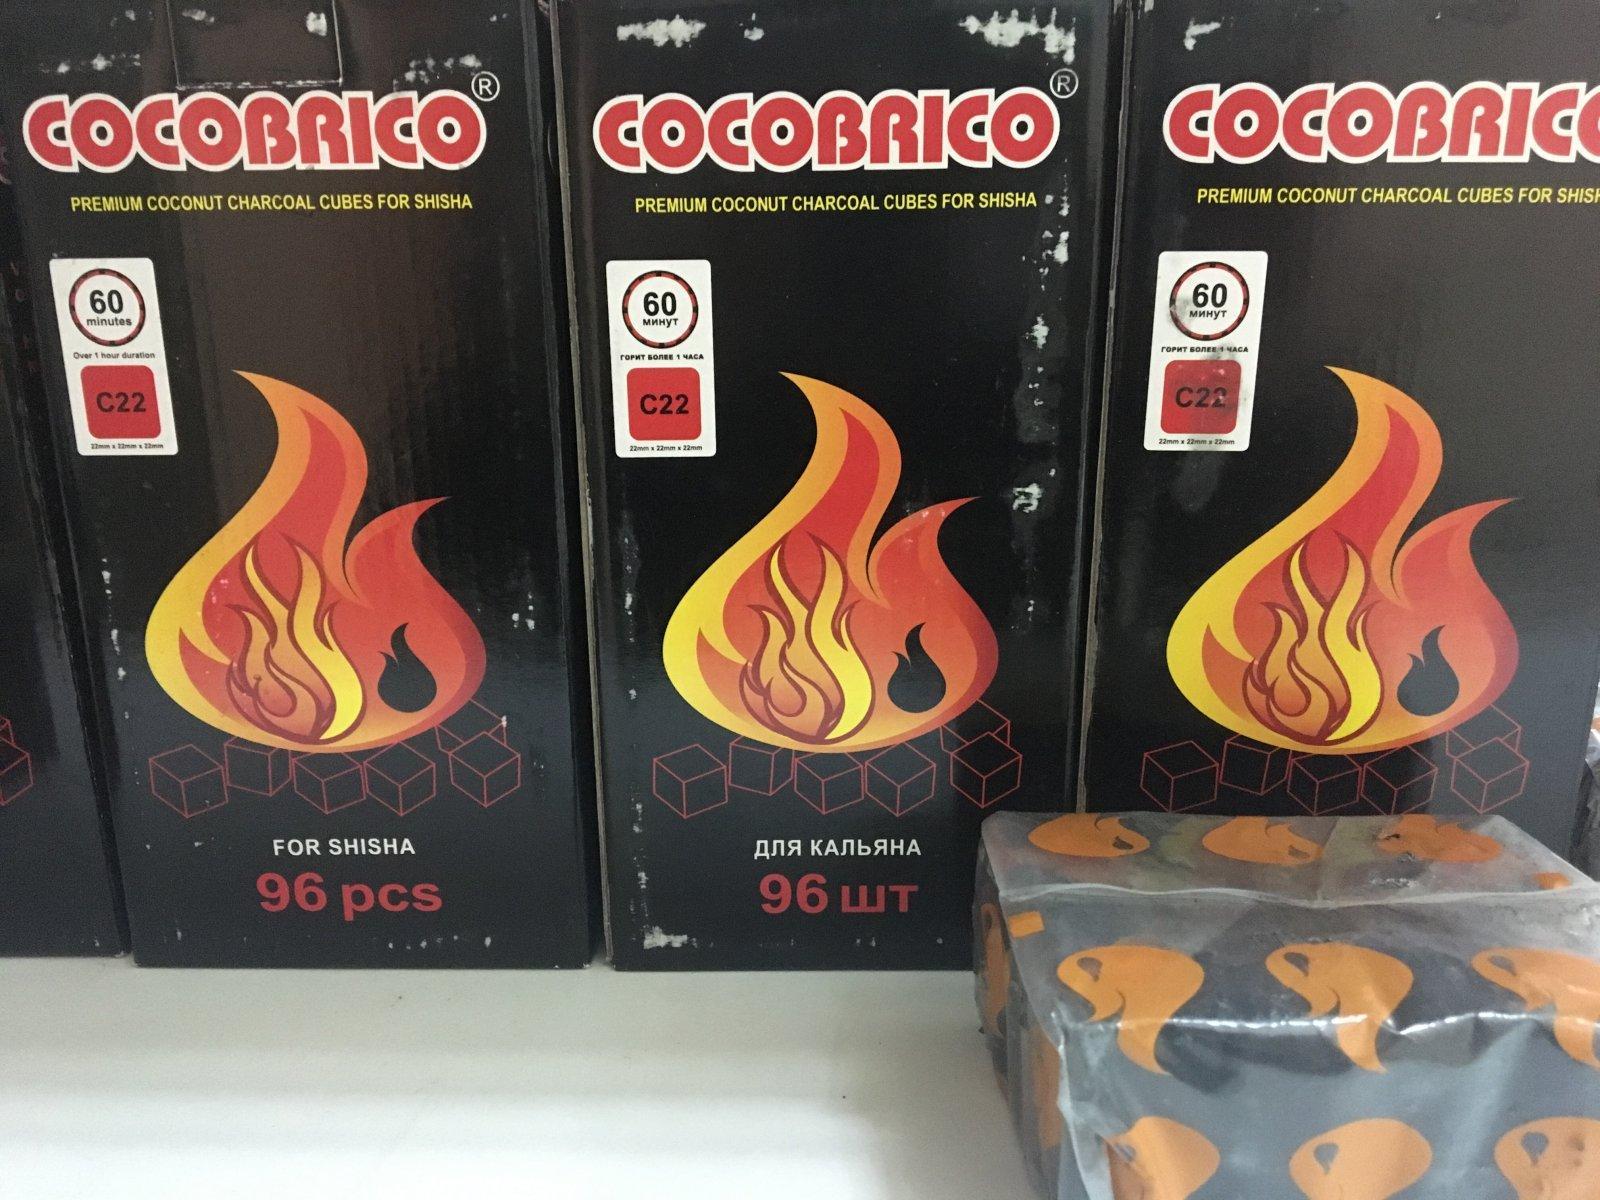 COCOBRICO®
PREMIUM COCONUT CHARCOAL CUBES FOR SHISHA
60
minutes
Over 1 hour duration
C22
22mm x 22mm x 22mm
FOR SHISHA
96 pcs
COCOBRICO®
PREMIUM COCONUT CHARCOAL CUBES FOR SHISHA
60
минут
ГОРИТ БОЛЕЕ 1 ЧАСА
C22
22mm x 22mm x 22mm
ДЛЯ КАЛЬЯНА
96 шт
COCOBRICO
PREMIUM COCONUT CHARCOAL CUBES FOR SHISH
60
минут
ГОРИТ БОЛЕЕ 1 ЧАСА
C22
22mm x 22mm x 22mm